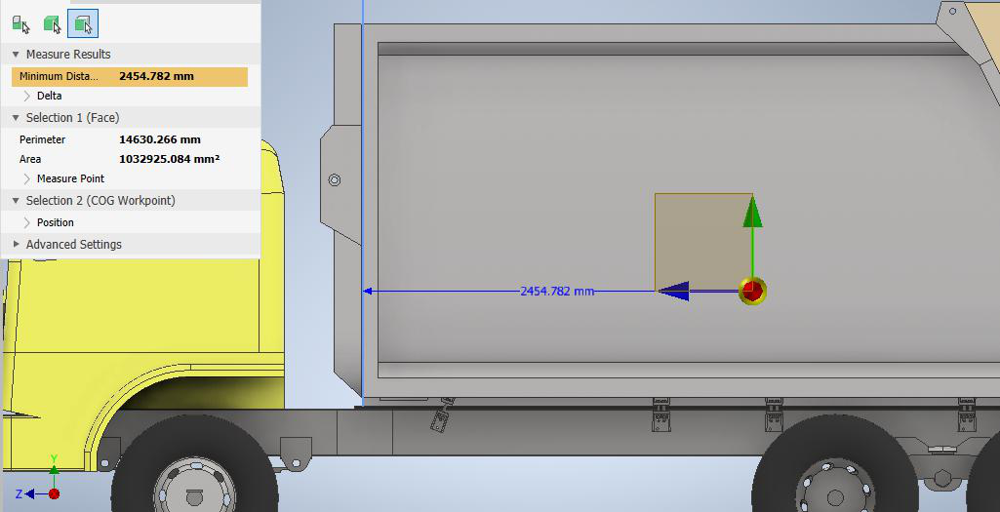 Measure Results
Minimum Dista... 2454.782 mm
Delta
Selection 1 (Face)
Perimeter 14630.266 mm
Area 1032925.084 mm²
Measure Point
Selection 2 (COG Workpoint)
Position
Advanced Settings
2454.782 mm
Y
Z